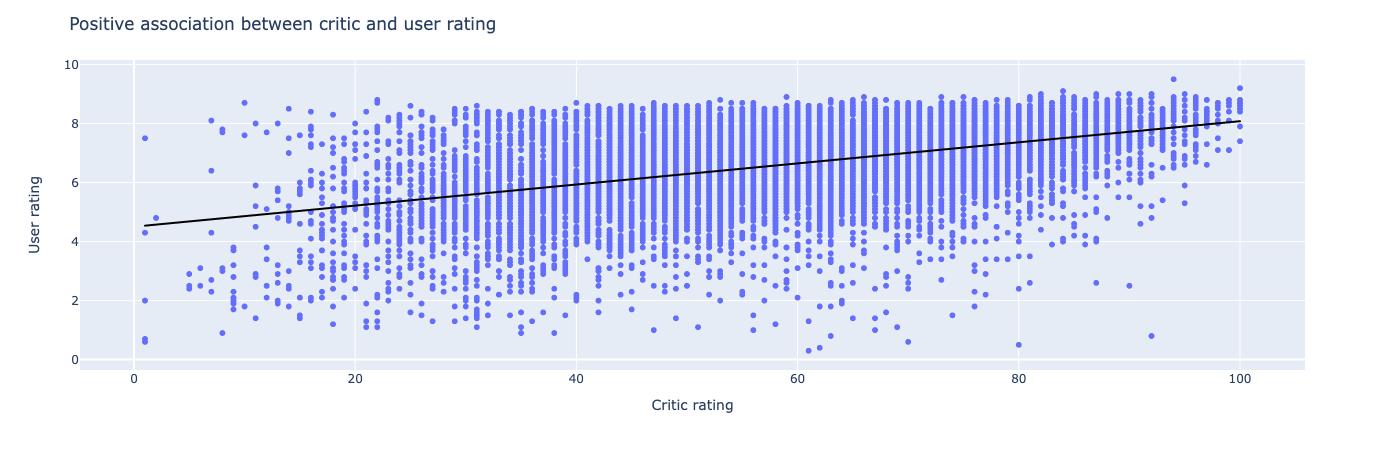 Positive association between critic and user rating
10
8
6
4
2
0
User rating
0 20 40 60 80 100
Critic rating